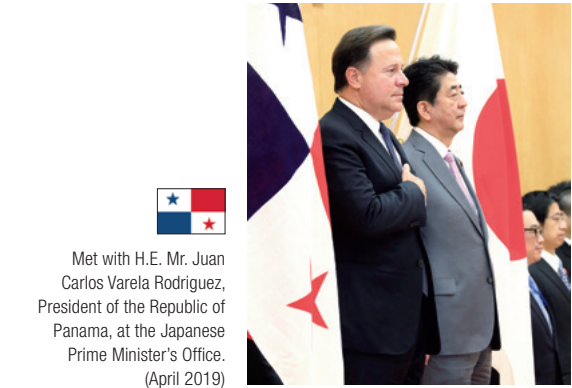 Met with H.E. Mr. Juan
Carlos Varela Rodriguez,
President of the Republic of
Panama, at the Japanese
Prime Minister’s Office.
(April 2019)